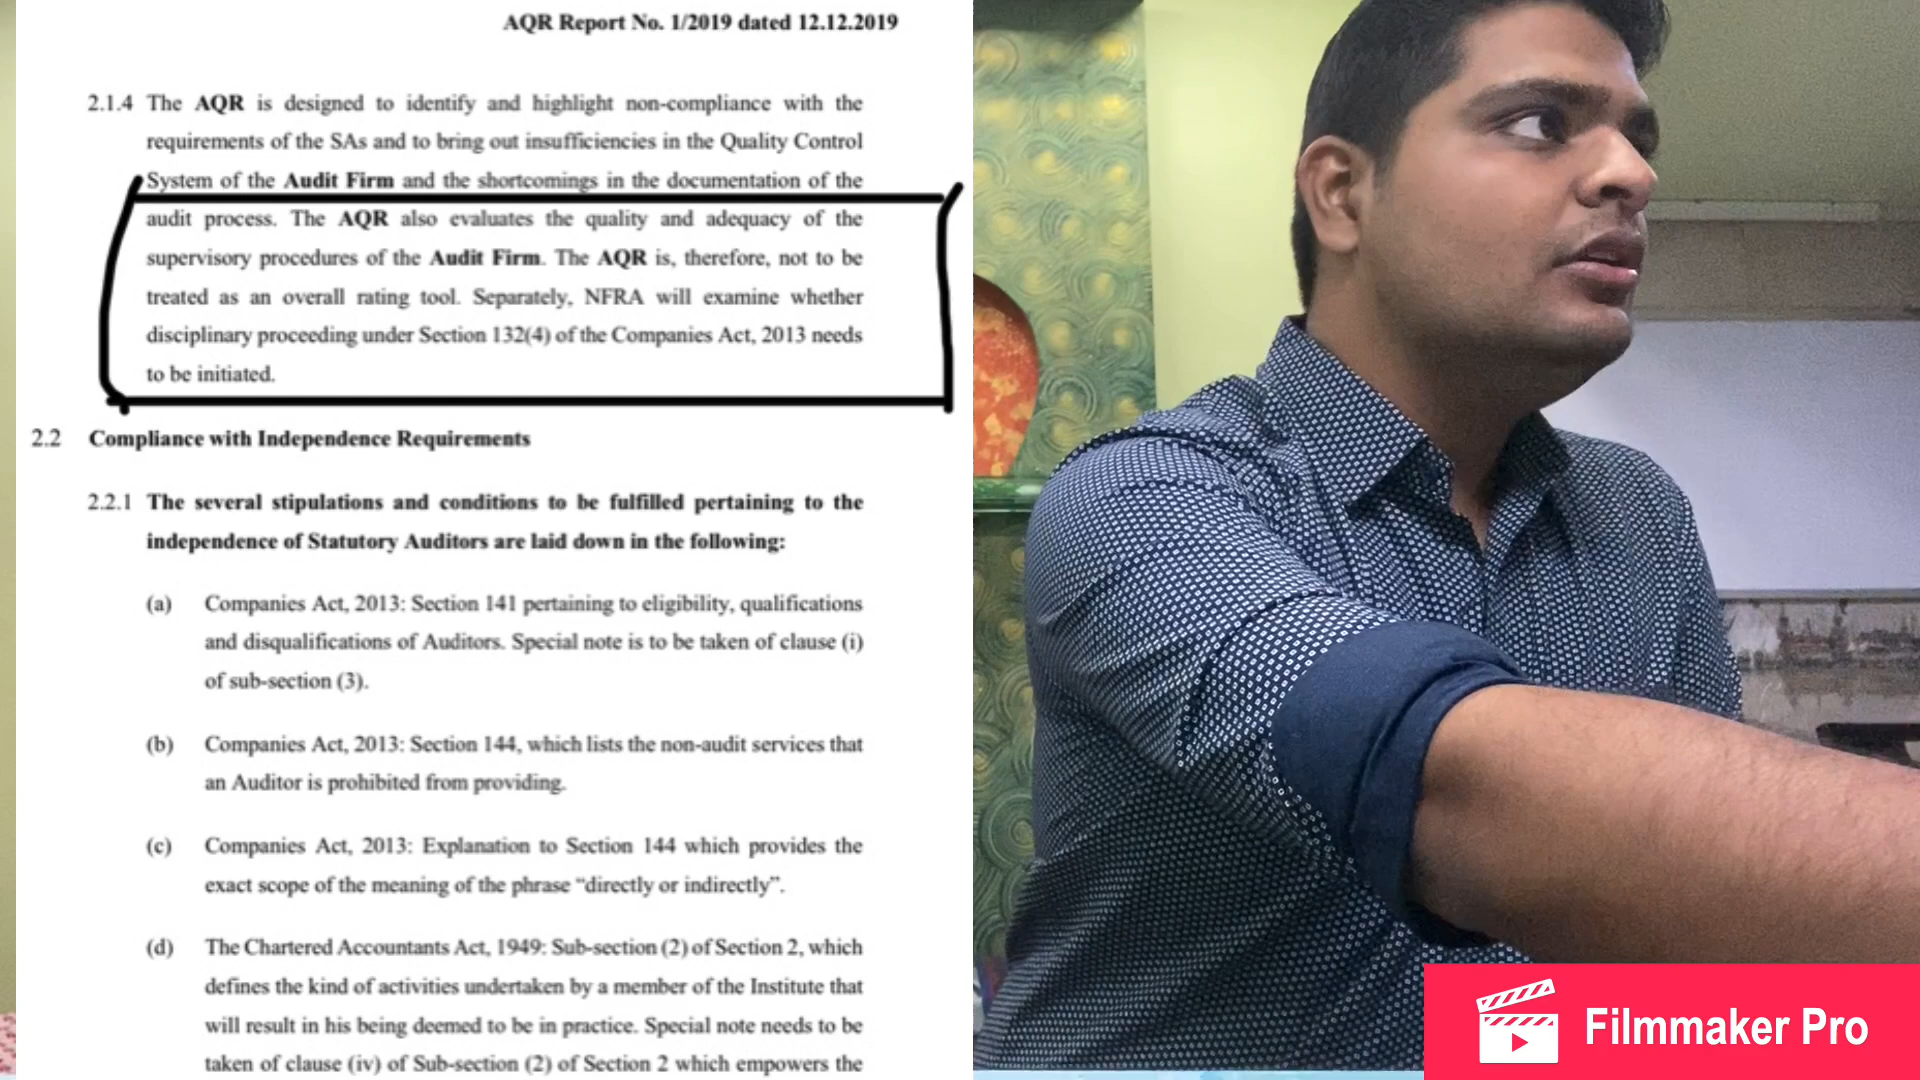 AQR Report No. 1/2019 dated 12.12.2019
2.1.4 The AQR is designed to identify and highlight non-compliance with the
requirements of the SAs and to bring out insufficiencies in the Quality Control
System of the Audit Firm and the shortcomings in the documentation of the
audit process. The AQR also evaluates the quality and adequacy of the
supervisory procedures of the Audit Firm. The AQR is, therefore, not to be
treated as an overall rating tool. Separately, NFRA will examine whether
disciplinary proceeding under Section 132(4) of the Companies Act, 2013 needs
to be initiated.
2.2 Compliance with Independence Requirements
2.2.1 The several stipulations and conditions to be fulfilled pertaining to the
independence of Statutory Auditors are laid down in the following:
(a) Companies Act, 2013: Section 141 pertaining to eligibility, qualifications
and disqualifications of Auditors. Special note is to be taken of clause (i)
of sub-section (3).
(b) Companies Act, 2013: Section 144, which lists the non-audit services that
an Auditor is prohibited from providing.
(c) Companies Act, 2013: Explanation to Section 144 which provides the
exact scope of the meaning of the phrase “directly or indirectly”.
(d) The Chartered Accountants Act, 1949: Sub-section (2) of Section 2, which
defines the kind of activities undertaken by a member of the Institute that
will result in his being deemed to be in practice. Special note needs to be
taken of clause (iv) of Sub-section (2) of Section 2 which empowers the
Filmmaker Pro